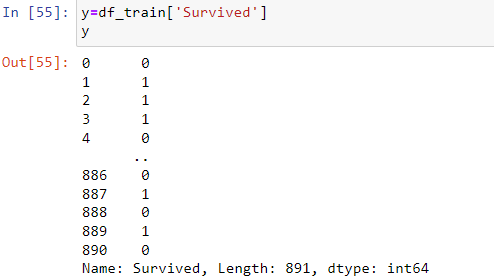 In [55]: y=df_train['Survived']
y
Out[55]: 0      0
1      1
2      1
3      1
4      0
..
886    0
887    1
888    0
889    1
890    0
Name: Survived, Length: 891, dtype: int64